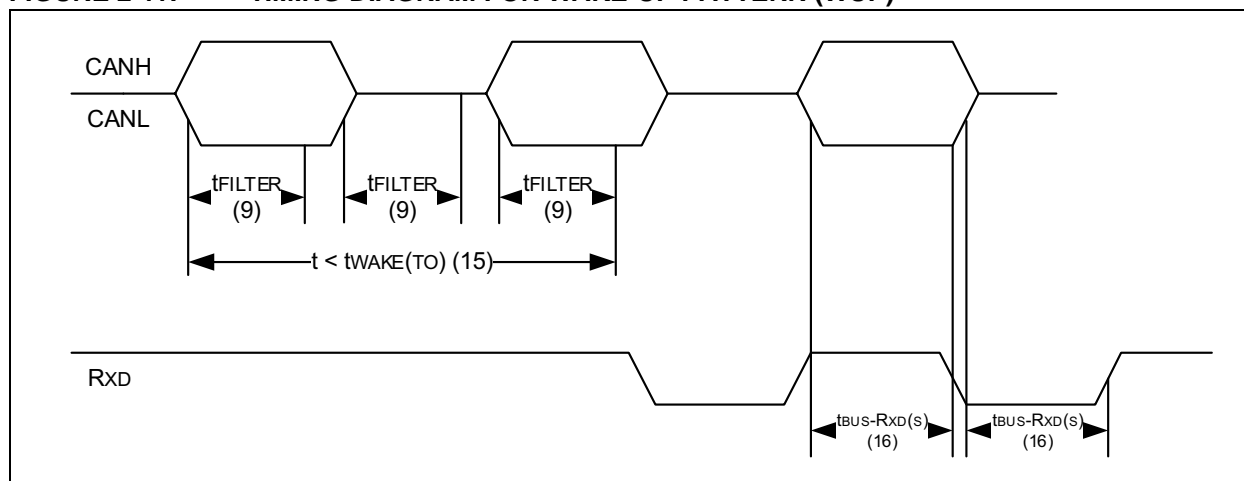 CANH
CANL
tFILTER
(9)
tFILTER
(9)
tFILTER
(9)
t < tWAKE(TO) (15)
RXD
tBUS-RXD(S)
(16)
tBUS-RXD(S)
(16)